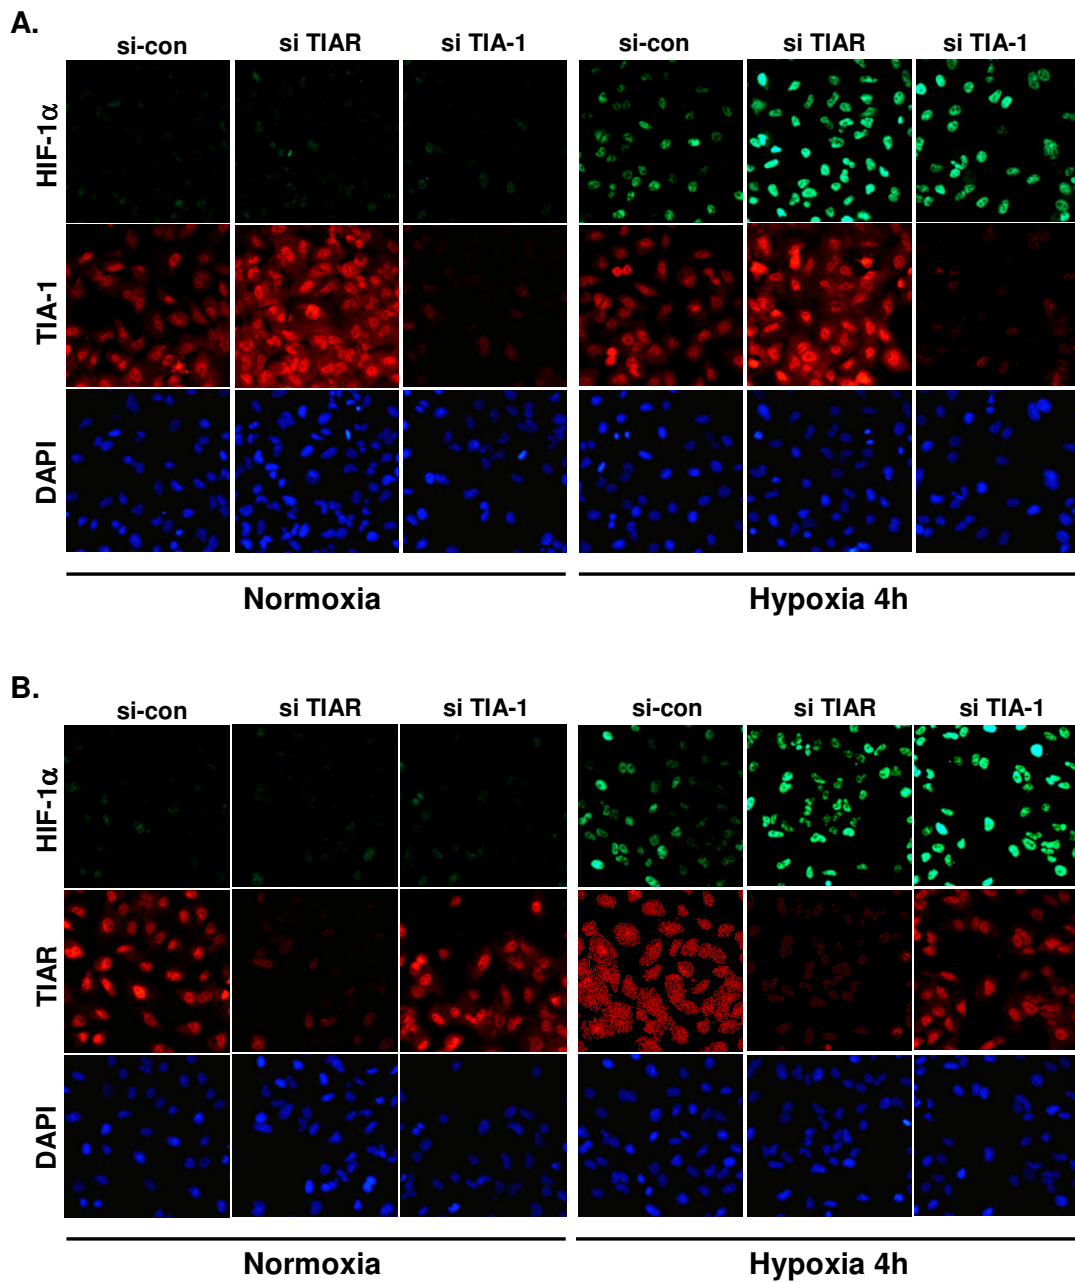 A.
si-con si TIAR si TIA-1 si-con si TIAR si TIA-1
HIF-1α
TIA-1
DAPI
Normoxia Hypoxia 4h
B.
si-con si TIAR si TIA-1 si-con si TIAR si TIA-1
HIF-1α
TIAR
DAPI
Normoxia Hypoxia 4h